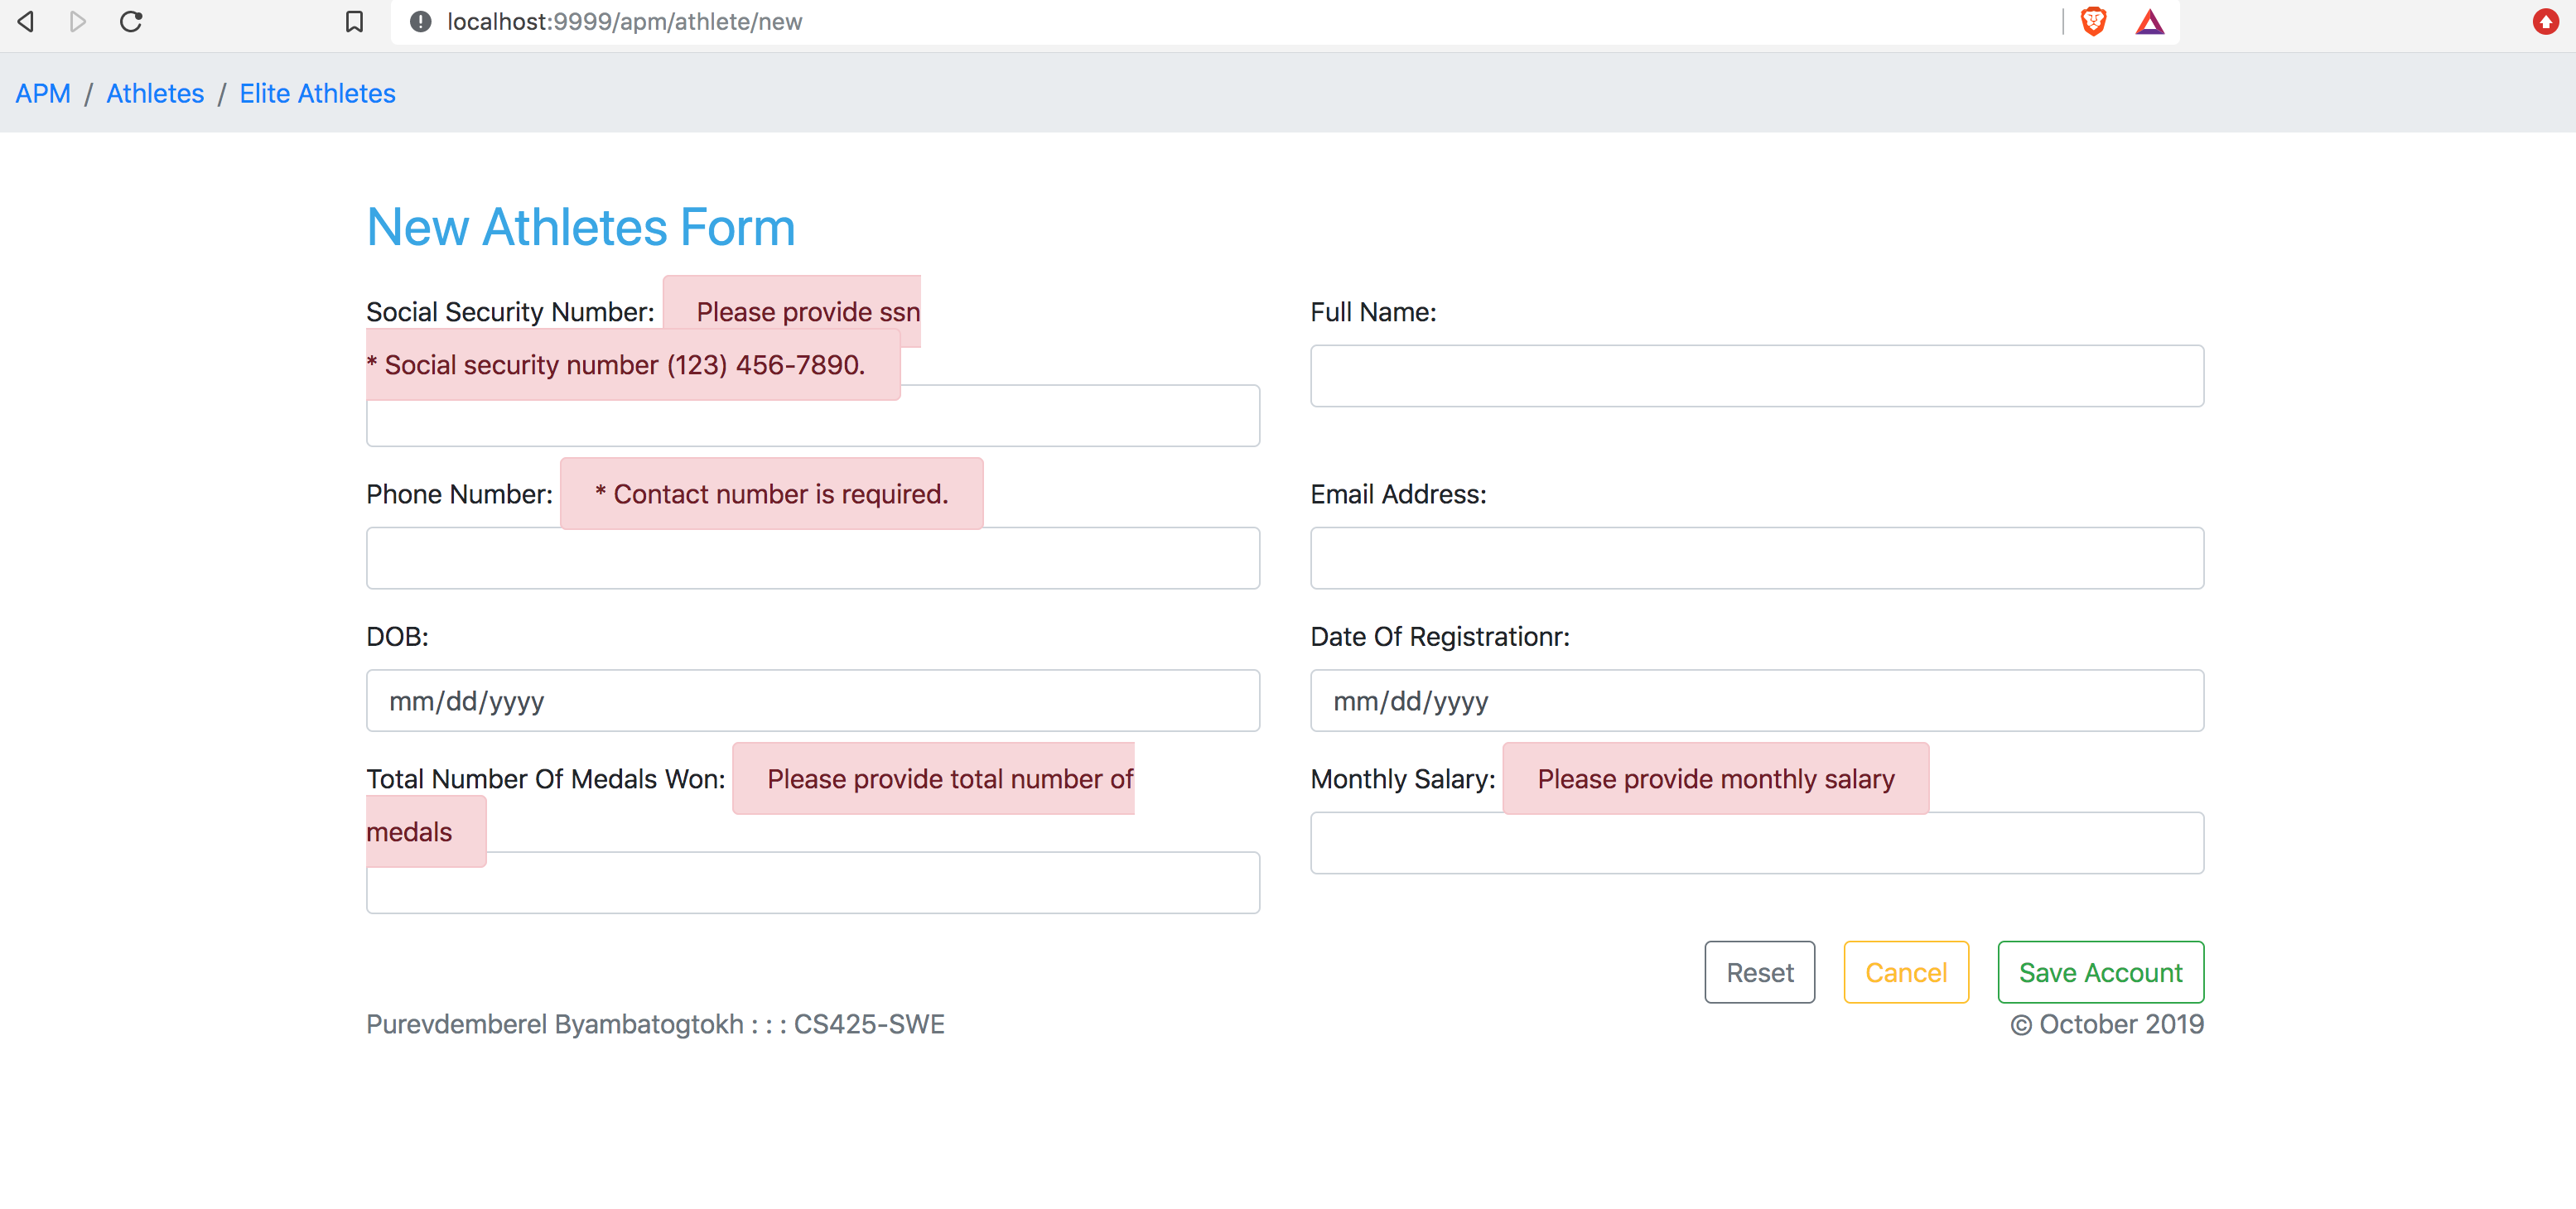 localhost:9999/apm/athlete/new
APM / Athletes / Elite Athletes
New Athletes Form
Social Security Number: Please provide ssn
* Social security number (123) 456-7890.
Full Name:
Phone Number: * Contact number is required.
Email Address:
DOB:
Date Of Registrationr:
mm/dd/yyyy
mm/dd/yyyy
Total Number Of Medals Won: Please provide total number of
medals
Monthly Salary: Please provide monthly salary
Reset
Cancel
Save Account
Purevdemberel Byambatogtokh : : : CS425-SWE
© October 2019